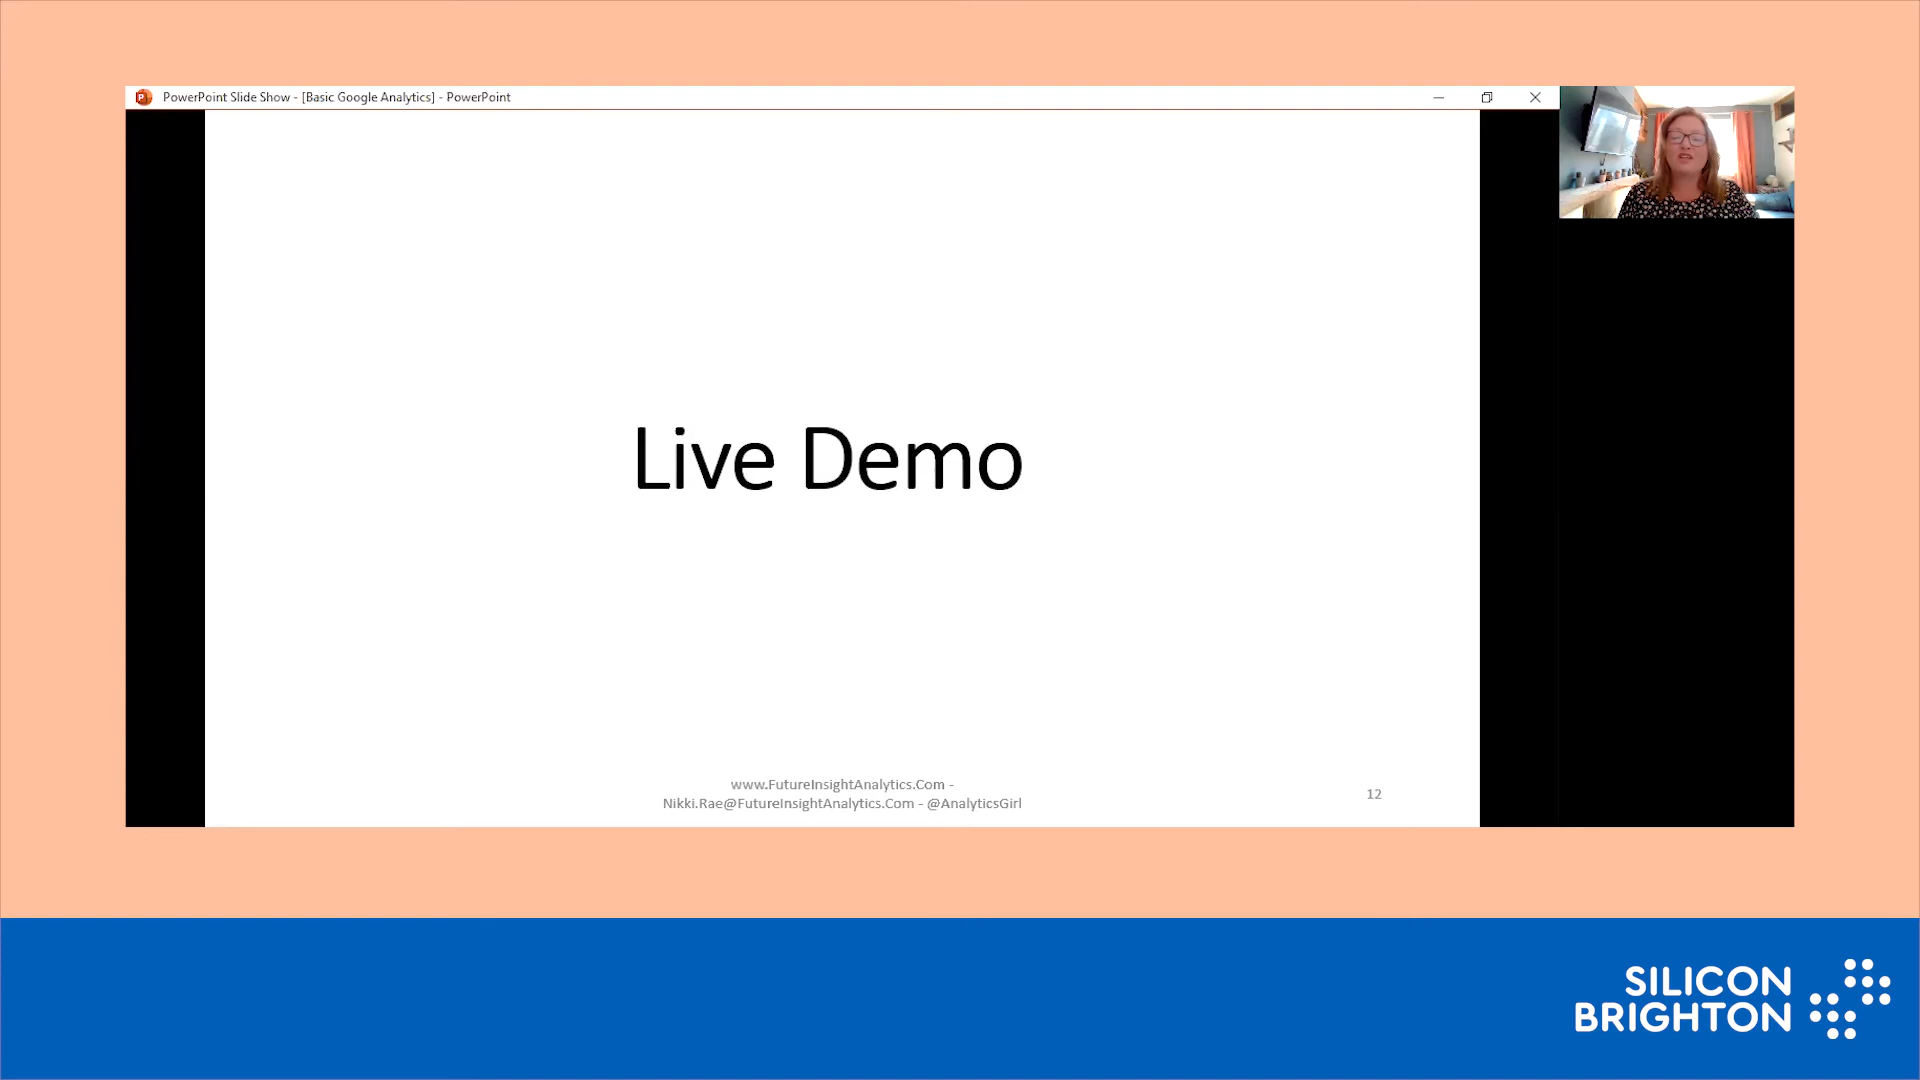 PowerPoint Slide Show - [Basic Google Analytics] - PowerPoint
Live Demo
www.FutureInsightAnalytics.Com -
Nikki.Rae@FutureInsightAnalytics.Com - @AnalyticsGirl
12
SILICON
BRIGHTON